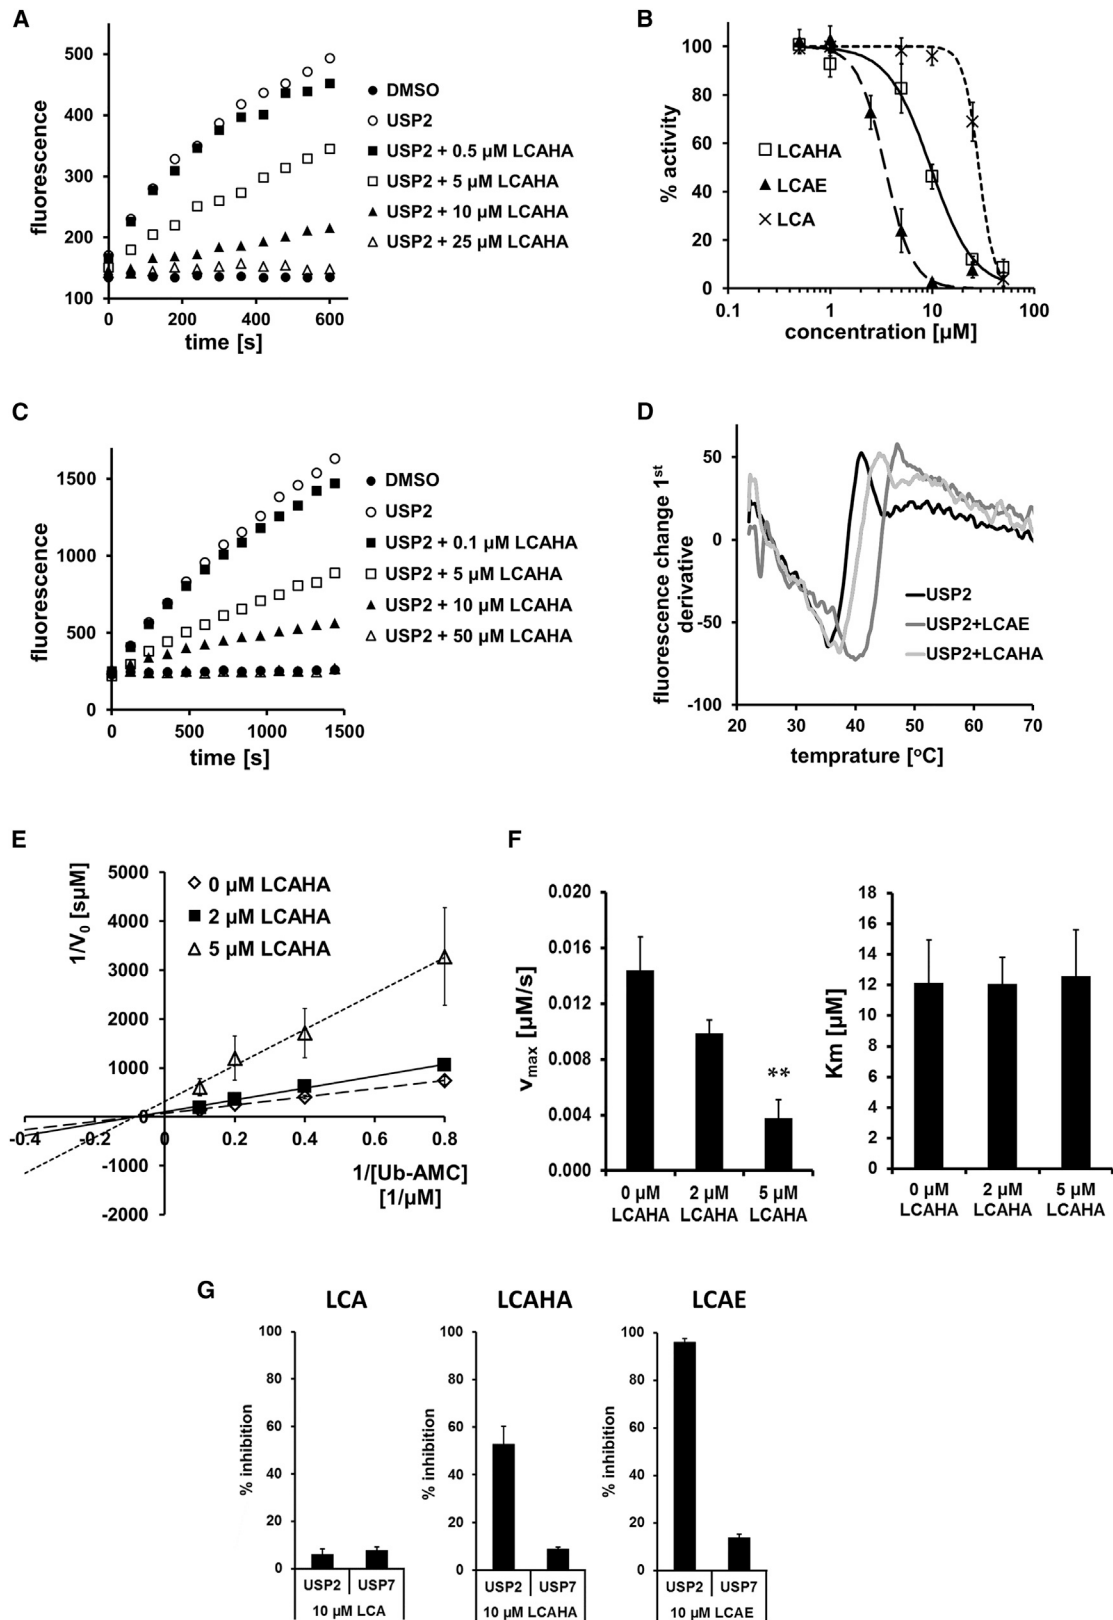 A
fluorescence
500
400
300
200
100
0
200
400
600
time [s]
DMSO
USP2
USP2 + 0.5 µM LCAHA
USP2 + 5 µM LCAHA
USP2 + 10 µM LCAHA
USP2 + 25 µM LCAHA
B
% activity
100
80
60
40
20
0
0.1
1
10
100
concentration [µM]
LCAHA
LCAE
LCA
C
fluorescence
1500
1000
500
0
0
500
1000
1500
time [s]
DMSO
USP2
USP2 + 0.1 µM LCAHA
USP2 + 5 µM LCAHA
USP2 + 10 µM LCAHA
USP2 + 50 µM LCAHA
D
fluorescence change 1st
derivative
50
0
-50
-100
20
30
40
50
60
70
temprature [oC]
USP2
USP2+LCAE
USP2+LCAHA
E
1/V0 [sµM]
5000
4000
3000
2000
1000
0
-1000
-2000
-0.4
-0.2
0
0.2
0.4
0.6
0.8
1/[Ub-AMC]
[1/µM]
0 µM LCAHA
2 µM LCAHA
5 µM LCAHA
F
vmax [µM/s]
0.020
0.016
0.012
0.008
0.004
0.000
**
0 µM
LCAHA
2 µM
LCAHA
5 µM
LCAHA
Km [µM]
18
16
14
12
10
8
6
4
2
0
0 µM
LCAHA
2 µM
LCAHA
5 µM
LCAHA
G
LCA
% inhibition
100
80
60
40
20
0
USP2
USP7
10 µM LCA
LCAHA
% inhibition
100
80
60
40
20
0
USP2
USP7
10 µM LCAHA
LCAE
% inhibition
100
80
60
40
20
0
USP2
USP7
10 µM LCAE